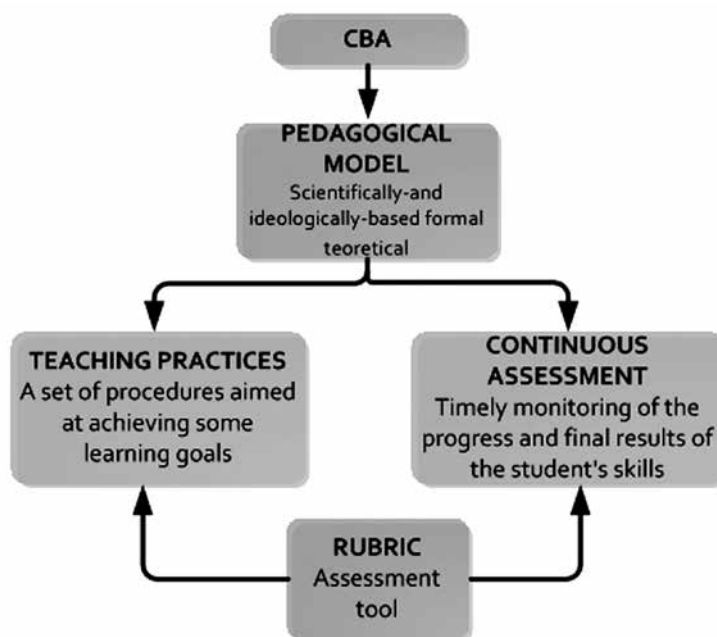 CBA
PEDAGOGICAL
MODEL
Scientifically-and
ideologically-based formal
teoretical
TEACHING PRACTICES
A set of procedures aimed
at achieving some
learning goals
CONTINUOUS
ASSESSMENT
Timely monitoring of the
progress and final results of
the student's skills
RUBRIC
Assessment
tool